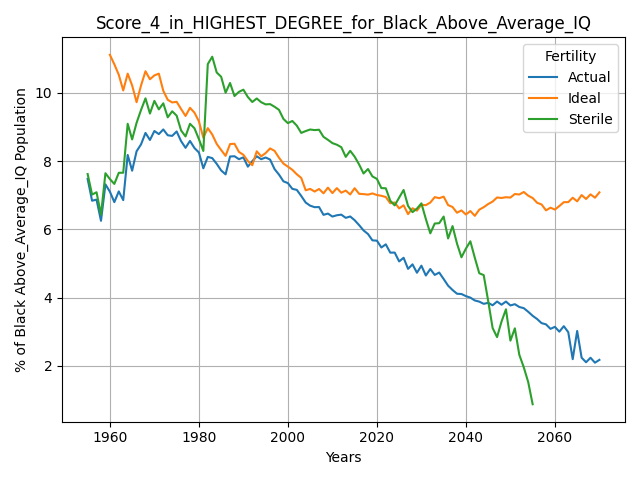 Score_4_in_HIGHEST_DEGREE_for_Black_Above_Average_IQ
Fertility
Actual
Ideal
Sterile
% of Black Above_Average_IQ Population
10
8
6
4
2
1960 1980 2000 2020 2040 2060
Years